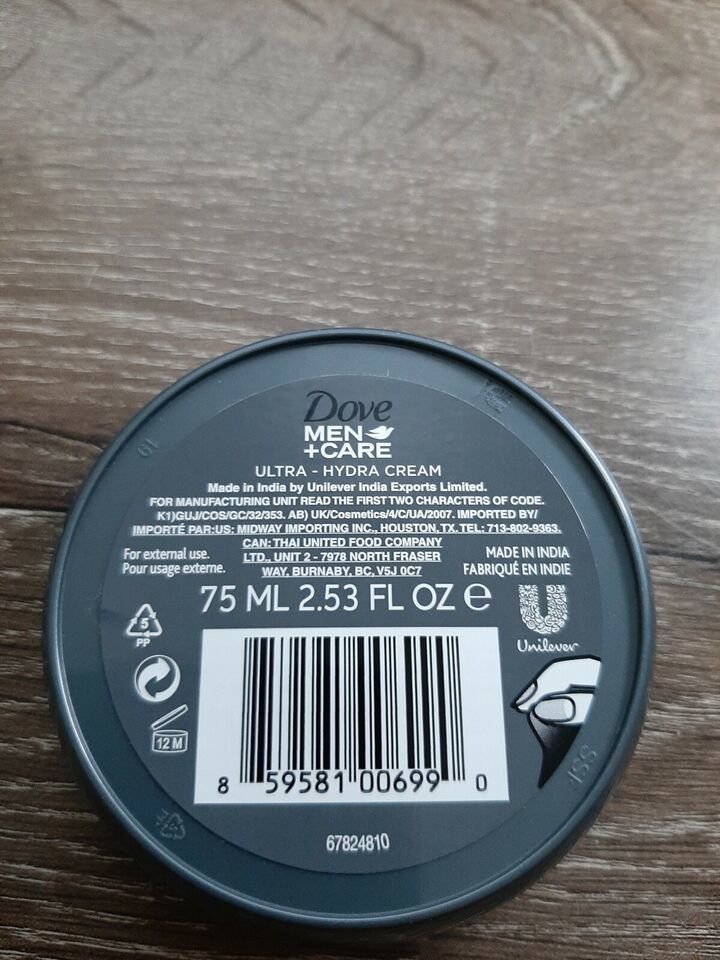 Dove
MEN
+CARE
ULTRA - HYDRA CREAM
Made in India by Unilever India Exports Limited.
FOR MANUFACTURING UNIT READ THE FIRST TWO CHARACTERS OF CODE.
K1)GUJ/COS/GC/32/353. AB) UK/Cosmetics/4/C/UA/2007. IMPORTED BY/
IMPORTÉ PAR:US: MIDWAY IMPORTING INC., HOUSTON, TX. TEL: 713-802-9363.
CAN: THAI UNITED FOOD COMPANY
LTD., UNIT 2 - 7978 NORTH FRASER
WAY, BURNABY, BC, V5J 0C7
For external use.
Pour usage externe.
MADE IN INDIA
FABRIQUÉ EN INDIE
75 ML 2.53 FL OZ e
5
PP
Unilever
12 M
8 59581 00699 0
67824810
19
SSF